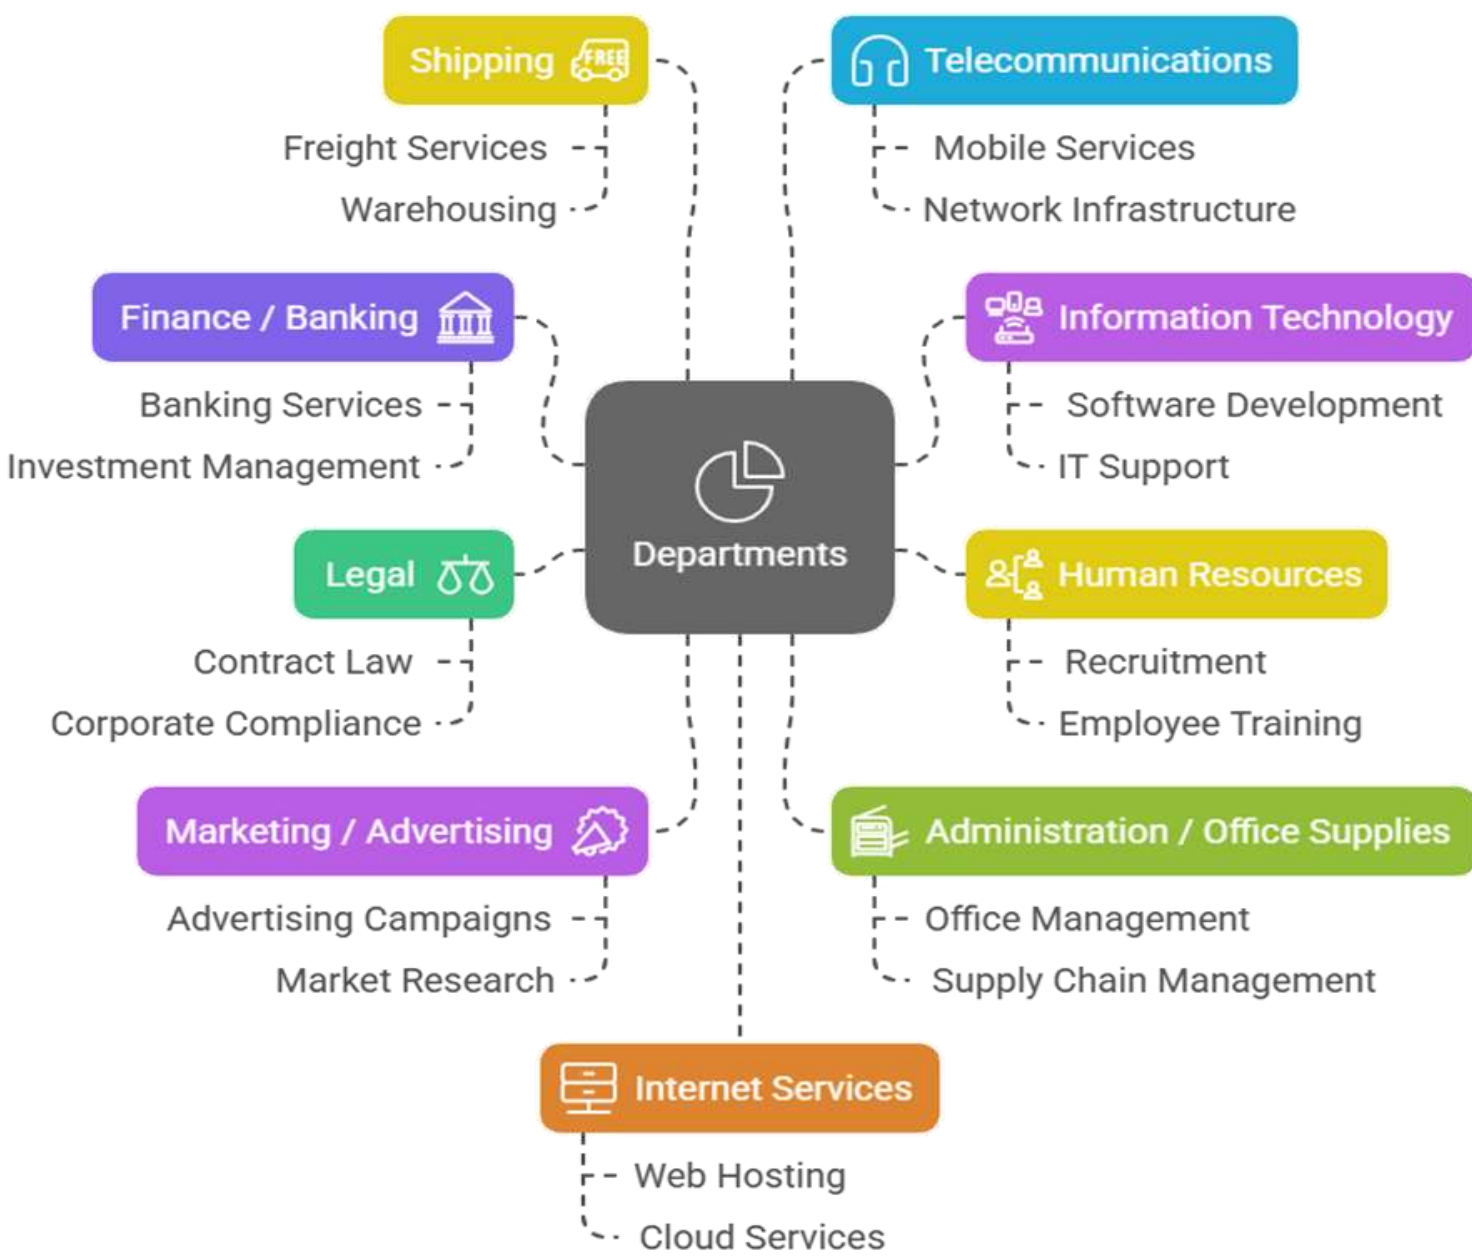 Shipping
FREE
Freight Services
Warehousing
Telecommunications
Mobile Services
Network Infrastructure
Finance / Banking
Banking Services
Investment Management
Information Technology
Software Development
IT Support
Departments
Legal
Contract Law
Corporate Compliance
Human Resources
Recruitment
Employee Training
Marketing / Advertising
Advertising Campaigns
Market Research
Administration / Office Supplies
Office Management
Supply Chain Management
Internet Services
Web Hosting
Cloud Services